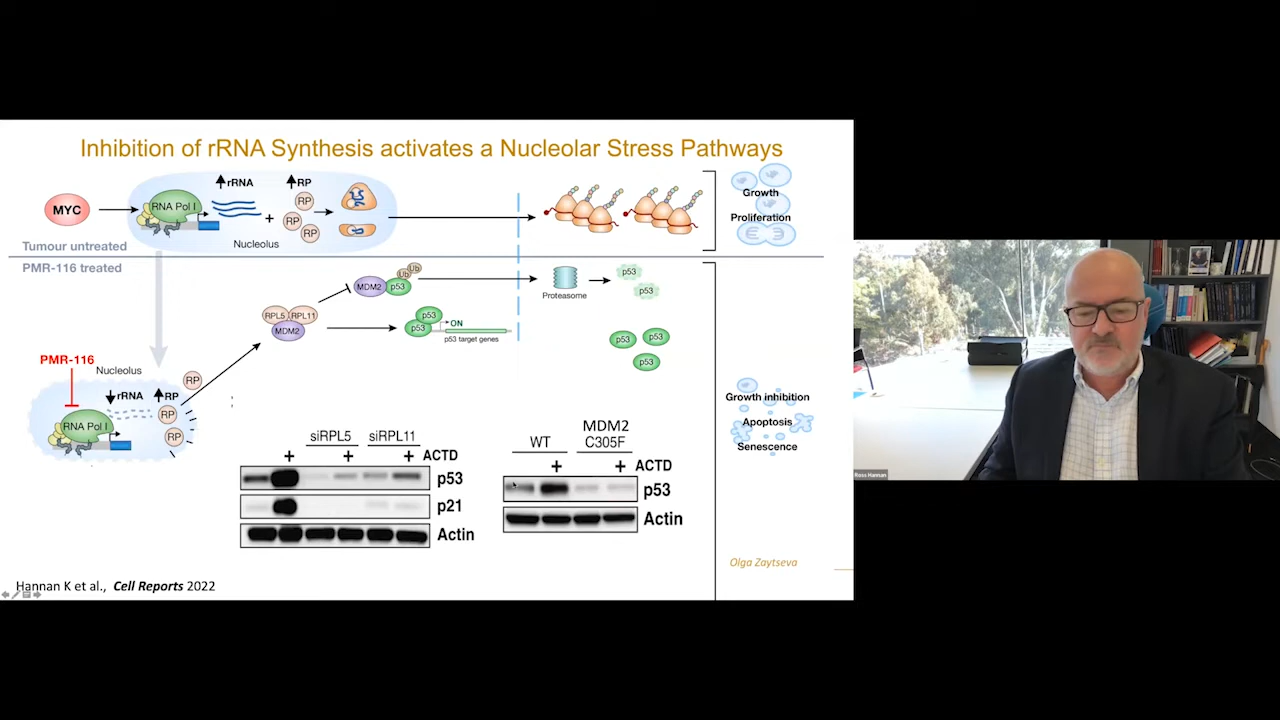 Inhibition of rRNA Synthesis activates a Nucleolar Stress Pathways
MYC
RNA Pol I
rRNA
+
RP
RP
RP
RP
Nucleolus
Growth
Proliferation
Tumour untreated
PMR-116 treated
MDM2
p53
Ub
Ub
Proteasome
p53
p53
RPL5
RPL11
MDM2
p53
p53
ON
p53 target genes
p53
p53
p53
PMR-116
Nucleolus
RNA Pol I
rRNA
RP
RP
RP
RP
Growth inhibition
Apoptosis
Senescence
siRPL5 siRPL11
+ + + ACTD
p53
p21
Actin
WT MDM2 C305F
+ + ACTD
p53
Actin
Olga Zaytseva
Hannan K et al., Cell Reports 2022
Ross Hannan